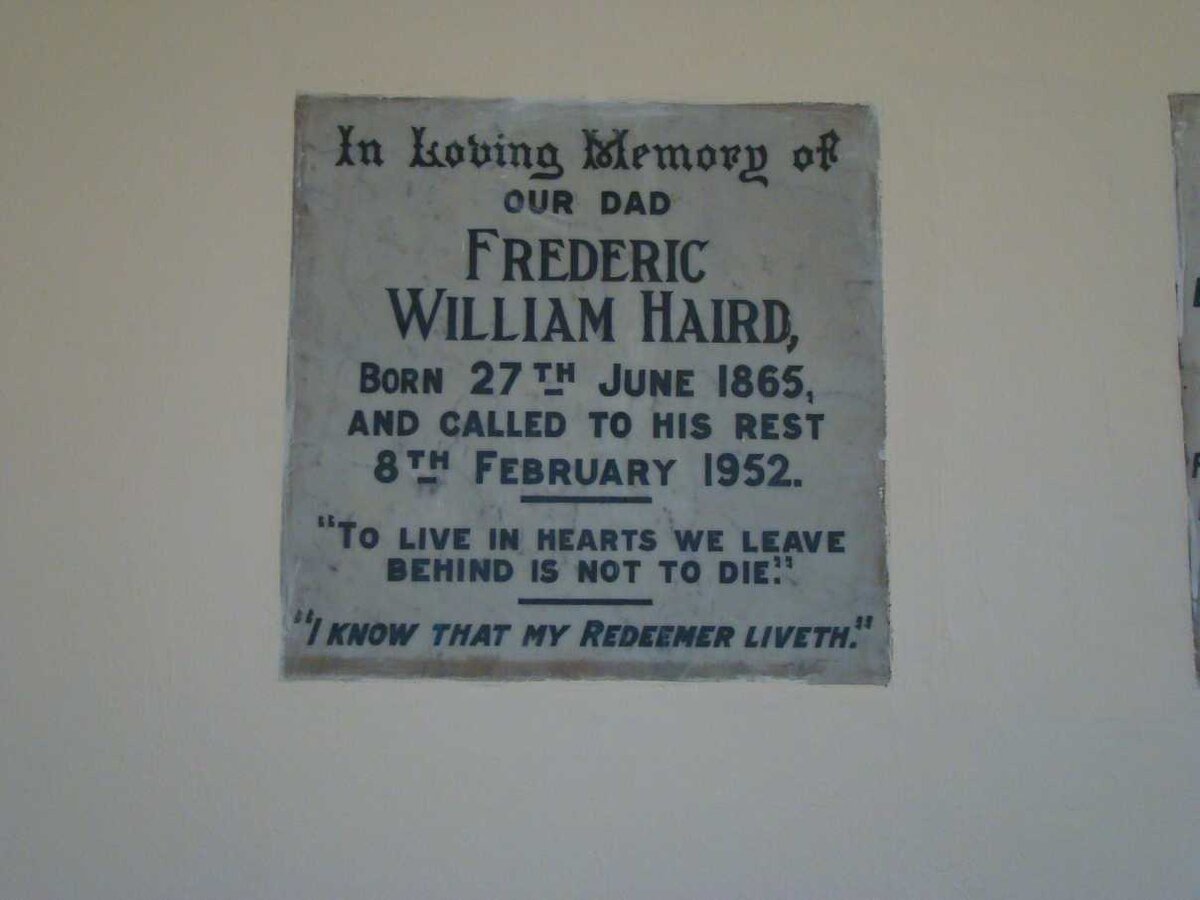 In Loving Memory of
OUR DAD
FREDERIC
WILLIAM HAIRD,
BORN 27TH JUNE 1865,
AND CALLED TO HIS REST
8TH FEBRUARY 1952.
"TO LIVE IN HEARTS WE LEAVE
BEHIND IS NOT TO DIE."
"I KNOW THAT MY REDEEMER LIVETH."